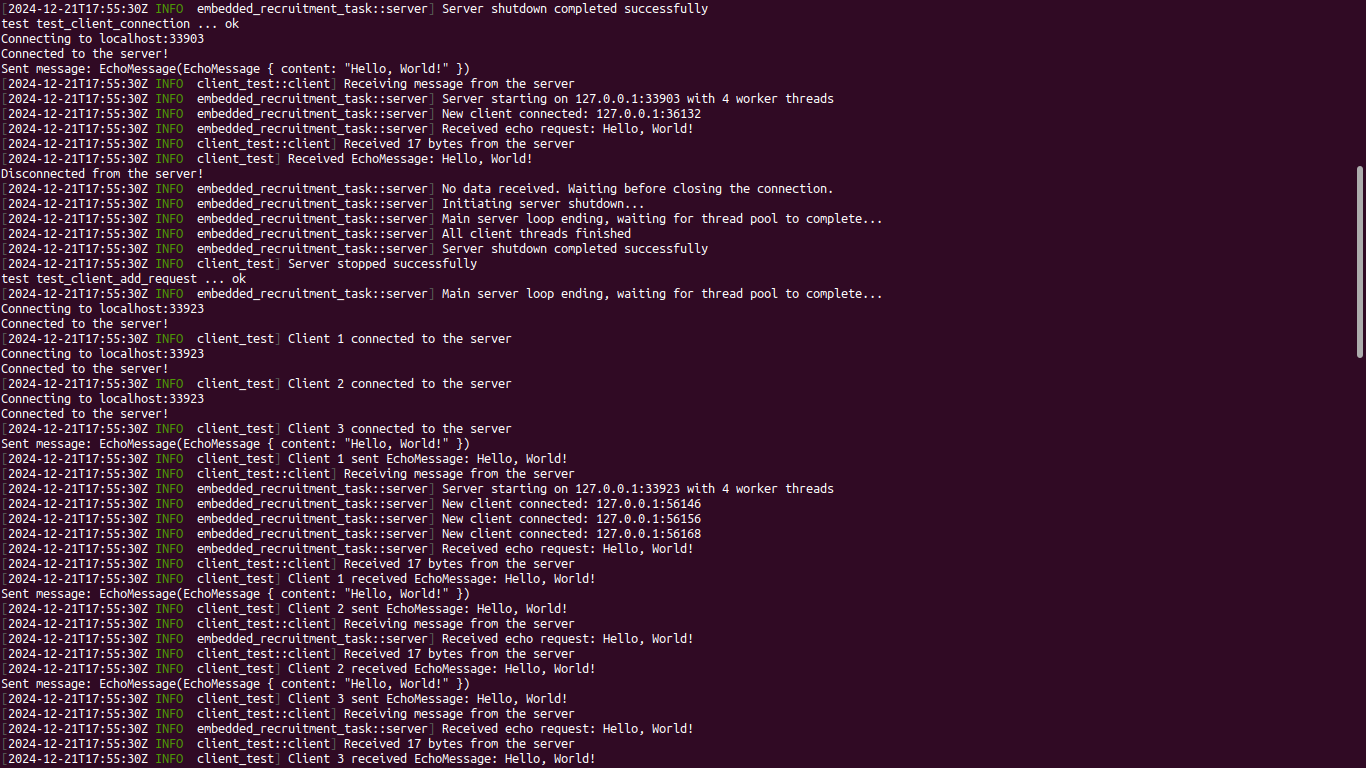 [2024-12-21T17:55:30Z INFO  embedded_recruitment_task::server] Server shutdown completed successfully
test test_client_connection ... ok
Connecting to localhost:33903
Connected to the server!
Sent message: EchoMessage(EchoMessage { content: "Hello, World!" })
[2024-12-21T17:55:30Z INFO  client_test::client] Receiving message from the server
[2024-12-21T17:55:30Z INFO  embedded_recruitment_task::server] Server starting on 127.0.0.1:33903 with 4 worker threads
[2024-12-21T17:55:30Z INFO  embedded_recruitment_task::server] New client connected: 127.0.0.1:36132
[2024-12-21T17:55:30Z INFO  embedded_recruitment_task::server] Received echo request: Hello, World!
[2024-12-21T17:55:30Z INFO  client_test::client] Received 17 bytes from the server
[2024-12-21T17:55:30Z INFO  client_test] Received EchoMessage: Hello, World!
Disconnected from the server!
[2024-12-21T17:55:30Z INFO  embedded_recruitment_task::server] No data received. Waiting before closing the connection.
[2024-12-21T17:55:30Z INFO  embedded_recruitment_task::server] Initiating server shutdown...
[2024-12-21T17:55:30Z INFO  embedded_recruitment_task::server] Main server loop ending, waiting for thread pool to complete...
[2024-12-21T17:55:30Z INFO  embedded_recruitment_task::server] All client threads finished
[2024-12-21T17:55:30Z INFO  embedded_recruitment_task::server] Server shutdown completed successfully
[2024-12-21T17:55:30Z INFO  client_test] Server stopped successfully
test test_client_add_request ... ok
[2024-12-21T17:55:30Z INFO  embedded_recruitment_task::server] Main server loop ending, waiting for thread pool to complete...
Connecting to localhost:33923
Connected to the server!
[2024-12-21T17:55:30Z INFO  client_test] Client 1 connected to the server
Connecting to localhost:33923
Connected to the server!
[2024-12-21T17:55:30Z INFO  client_test] Client 2 connected to the server
Connecting to localhost:33923
Connected to the server!
[2024-12-21T17:55:30Z INFO  client_test] Client 3 connected to the server
Sent message: EchoMessage(EchoMessage { content: "Hello, World!" })
[2024-12-21T17:55:30Z INFO  client_test] Client 1 sent EchoMessage: Hello, World!
[2024-12-21T17:55:30Z INFO  client_test::client] Receiving message from the server
[2024-12-21T17:55:30Z INFO  embedded_recruitment_task::server] Server starting on 127.0.0.1:33923 with 4 worker threads
[2024-12-21T17:55:30Z INFO  embedded_recruitment_task::server] New client connected: 127.0.0.1:56146
[2024-12-21T17:55:30Z INFO  embedded_recruitment_task::server] New client connected: 127.0.0.1:56156
[2024-12-21T17:55:30Z INFO  embedded_recruitment_task::server] New client connected: 127.0.0.1:56168
[2024-12-21T17:55:30Z INFO  embedded_recruitment_task::server] Received echo request: Hello, World!
[2024-12-21T17:55:30Z INFO  client_test::client] Received 17 bytes from the server
[2024-12-21T17:55:30Z INFO  client_test] Client 1 received EchoMessage: Hello, World!
Sent message: EchoMessage(EchoMessage { content: "Hello, World!" })
[2024-12-21T17:55:30Z INFO  client_test] Client 2 sent EchoMessage: Hello, World!
[2024-12-21T17:55:30Z INFO  client_test::client] Receiving message from the server
[2024-12-21T17:55:30Z INFO  embedded_recruitment_task::server] Received echo request: Hello, World!
[2024-12-21T17:55:30Z INFO  client_test::client] Received 17 bytes from the server
[2024-12-21T17:55:30Z INFO  client_test] Client 2 received EchoMessage: Hello, World!
Sent message: EchoMessage(EchoMessage { content: "Hello, World!" })
[2024-12-21T17:55:30Z INFO  client_test] Client 3 sent EchoMessage: Hello, World!
[2024-12-21T17:55:30Z INFO  client_test::client] Receiving message from the server
[2024-12-21T17:55:30Z INFO  embedded_recruitment_task::server] Received echo request: Hello, World!
[2024-12-21T17:55:30Z INFO  client_test::client] Received 17 bytes from the server
[2024-12-21T17:55:30Z INFO  client_test] Client 3 received EchoMessage: Hello, World!